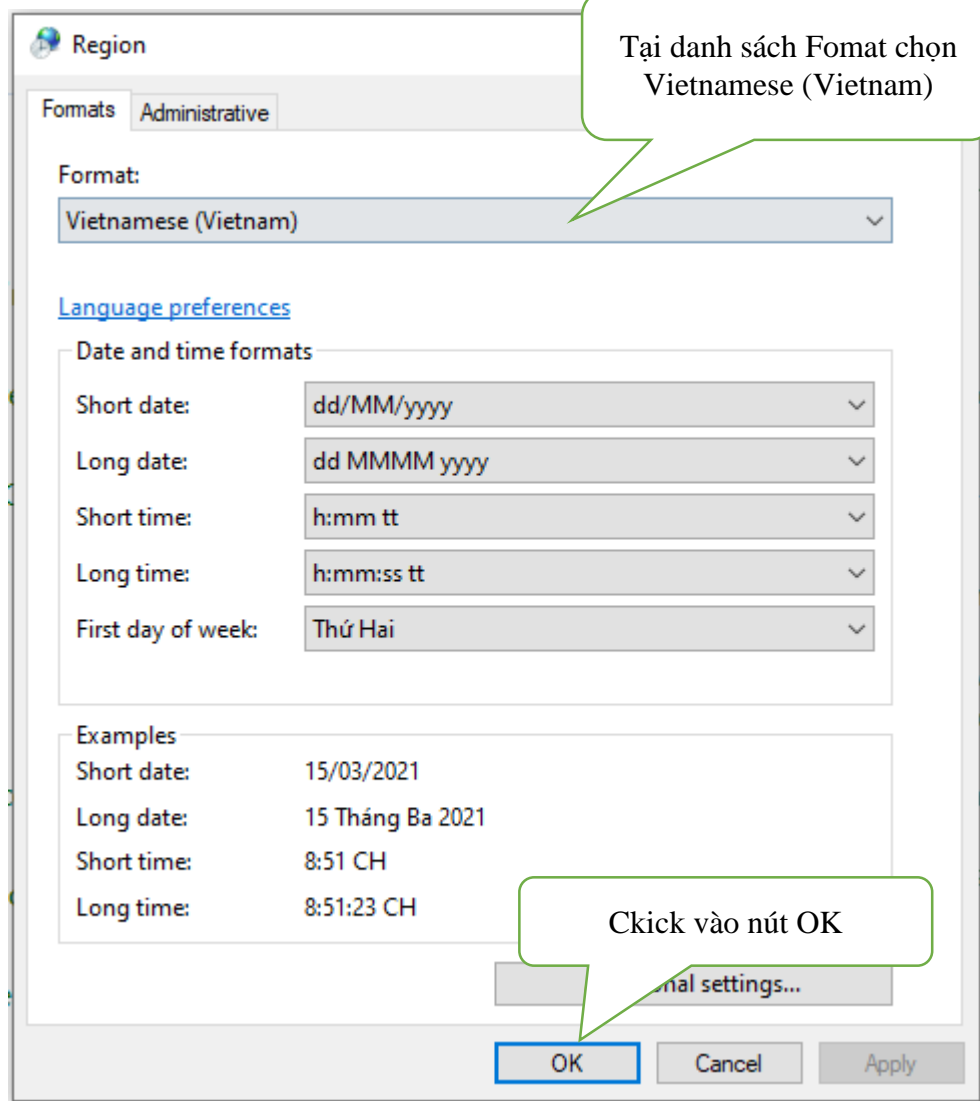 Region
Tại danh sách Fomat chọn
Vietnamese (Vietnam)
Formats
Administrative
Format:
Vietnamese (Vietnam)
Language preferences
Date and time formats
Short date:
dd/MM/yyyy
Long date:
dd MMMM yyyy
Short time:
h:mm tt
Long time:
h:mm:ss tt
First day of week:
Thứ Hai
Examples
Short date:
15/03/2021
Long date:
15 Tháng Ba 2021
Short time:
8:51 CH
Long time:
8:51:23 CH
Ckick vào nút OK
settings...
OK
Cancel
Apply